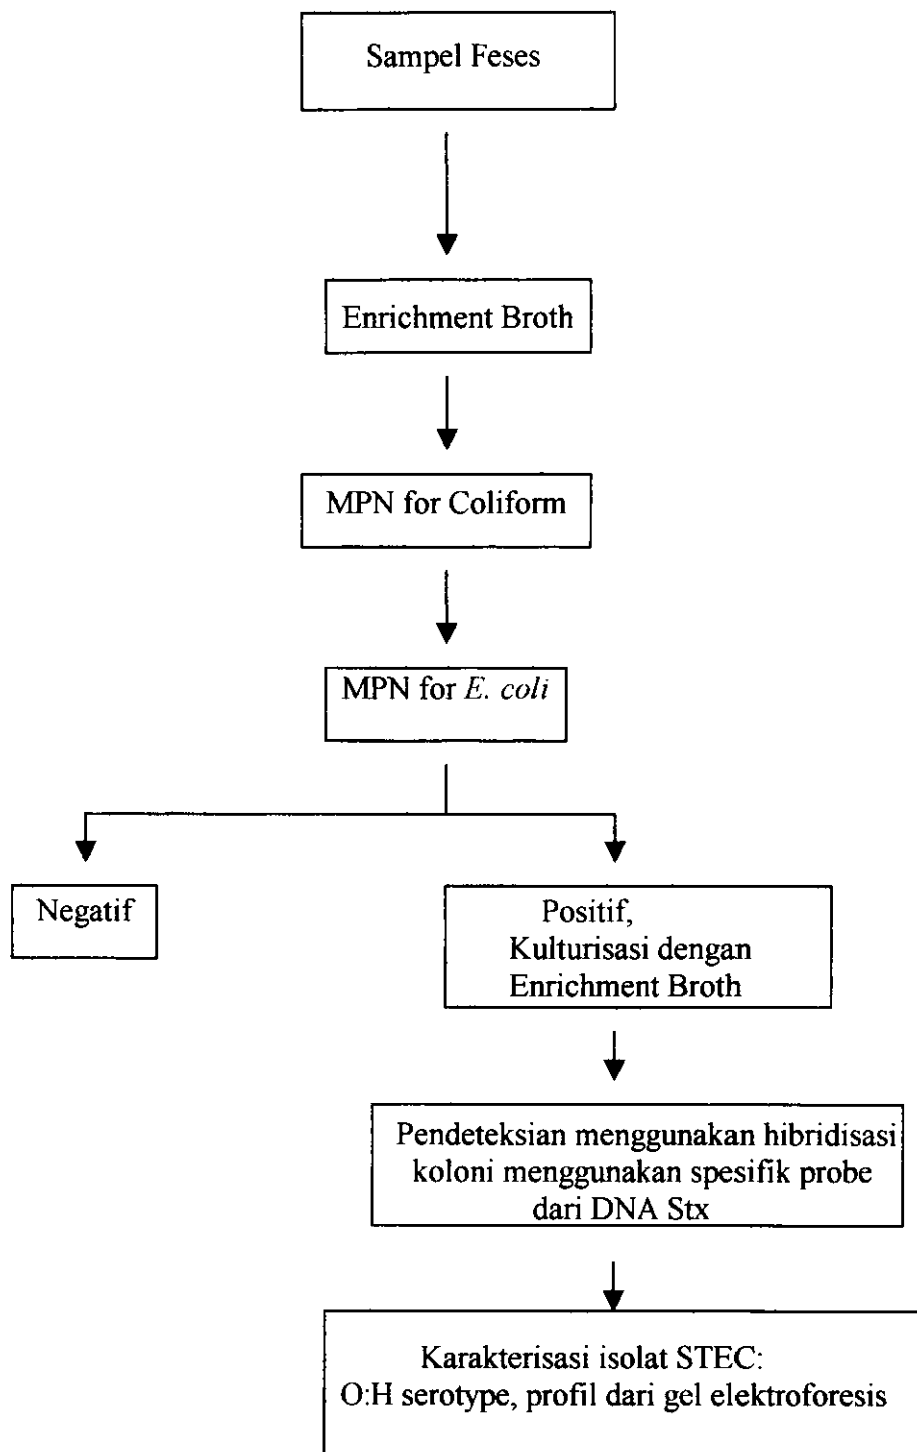 Sampel Feses
Enrichment Broth
MPN for Coliform
MPN for E. coli
Negatif
Positif,
Kulturisasi dengan
Enrichment Broth
Pendeteksian menggunakan hibridisasi
koloni menggunakan spesifik probe
dari DNA Stx
Karakterisasi isolat STEC:
O:H serotype, profil dari gel elektroforesis